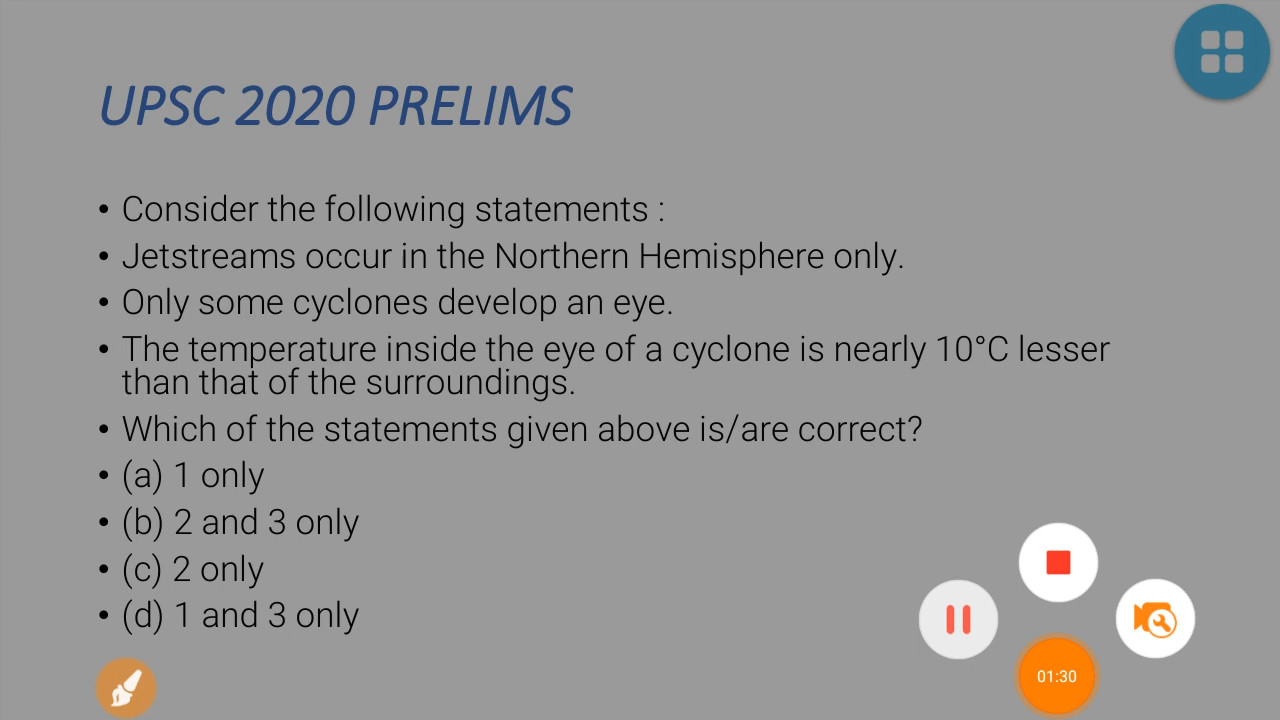 UPSC 2020 PRELIMS
• Consider the following statements :
• Jetstreams occur in the Northern Hemisphere only.
• Only some cyclones develop an eye.
• The temperature inside the eye of a cyclone is nearly 10°C lesser
than that of the surroundings.
• Which of the statements given above is/are correct?
• (a) 1 only
• (b) 2 and 3 only
• (c) 2 only
• (d) 1 and 3 only
01:30